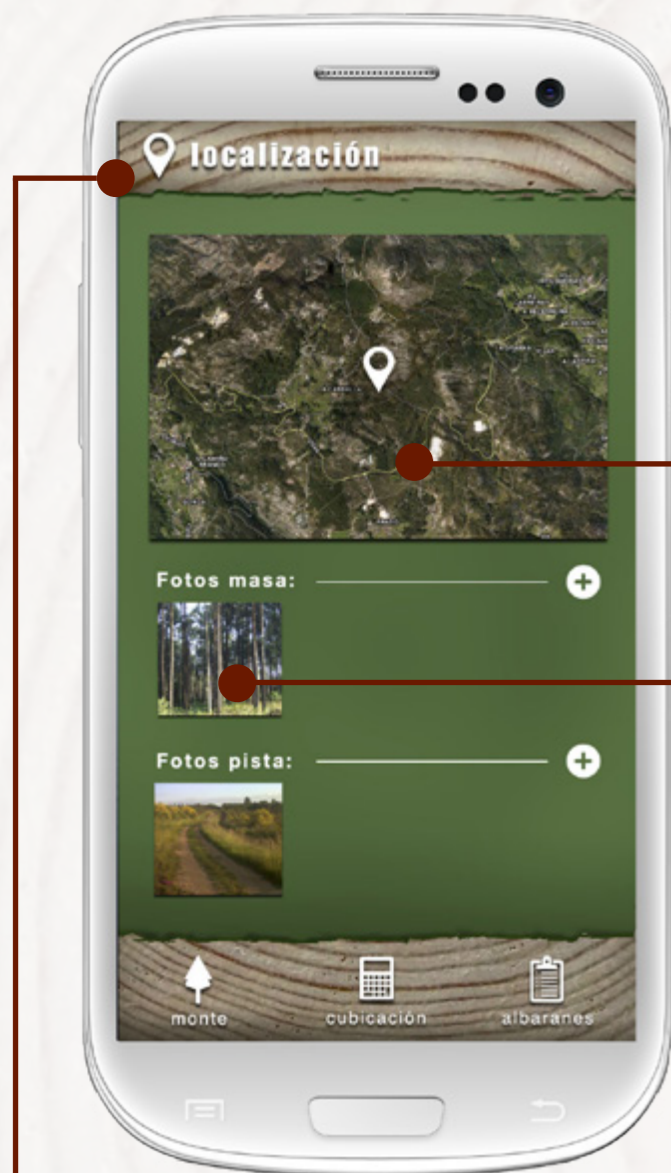 localización
Fotos masa:
Fotos pista:
monte
cubicación
albaranes